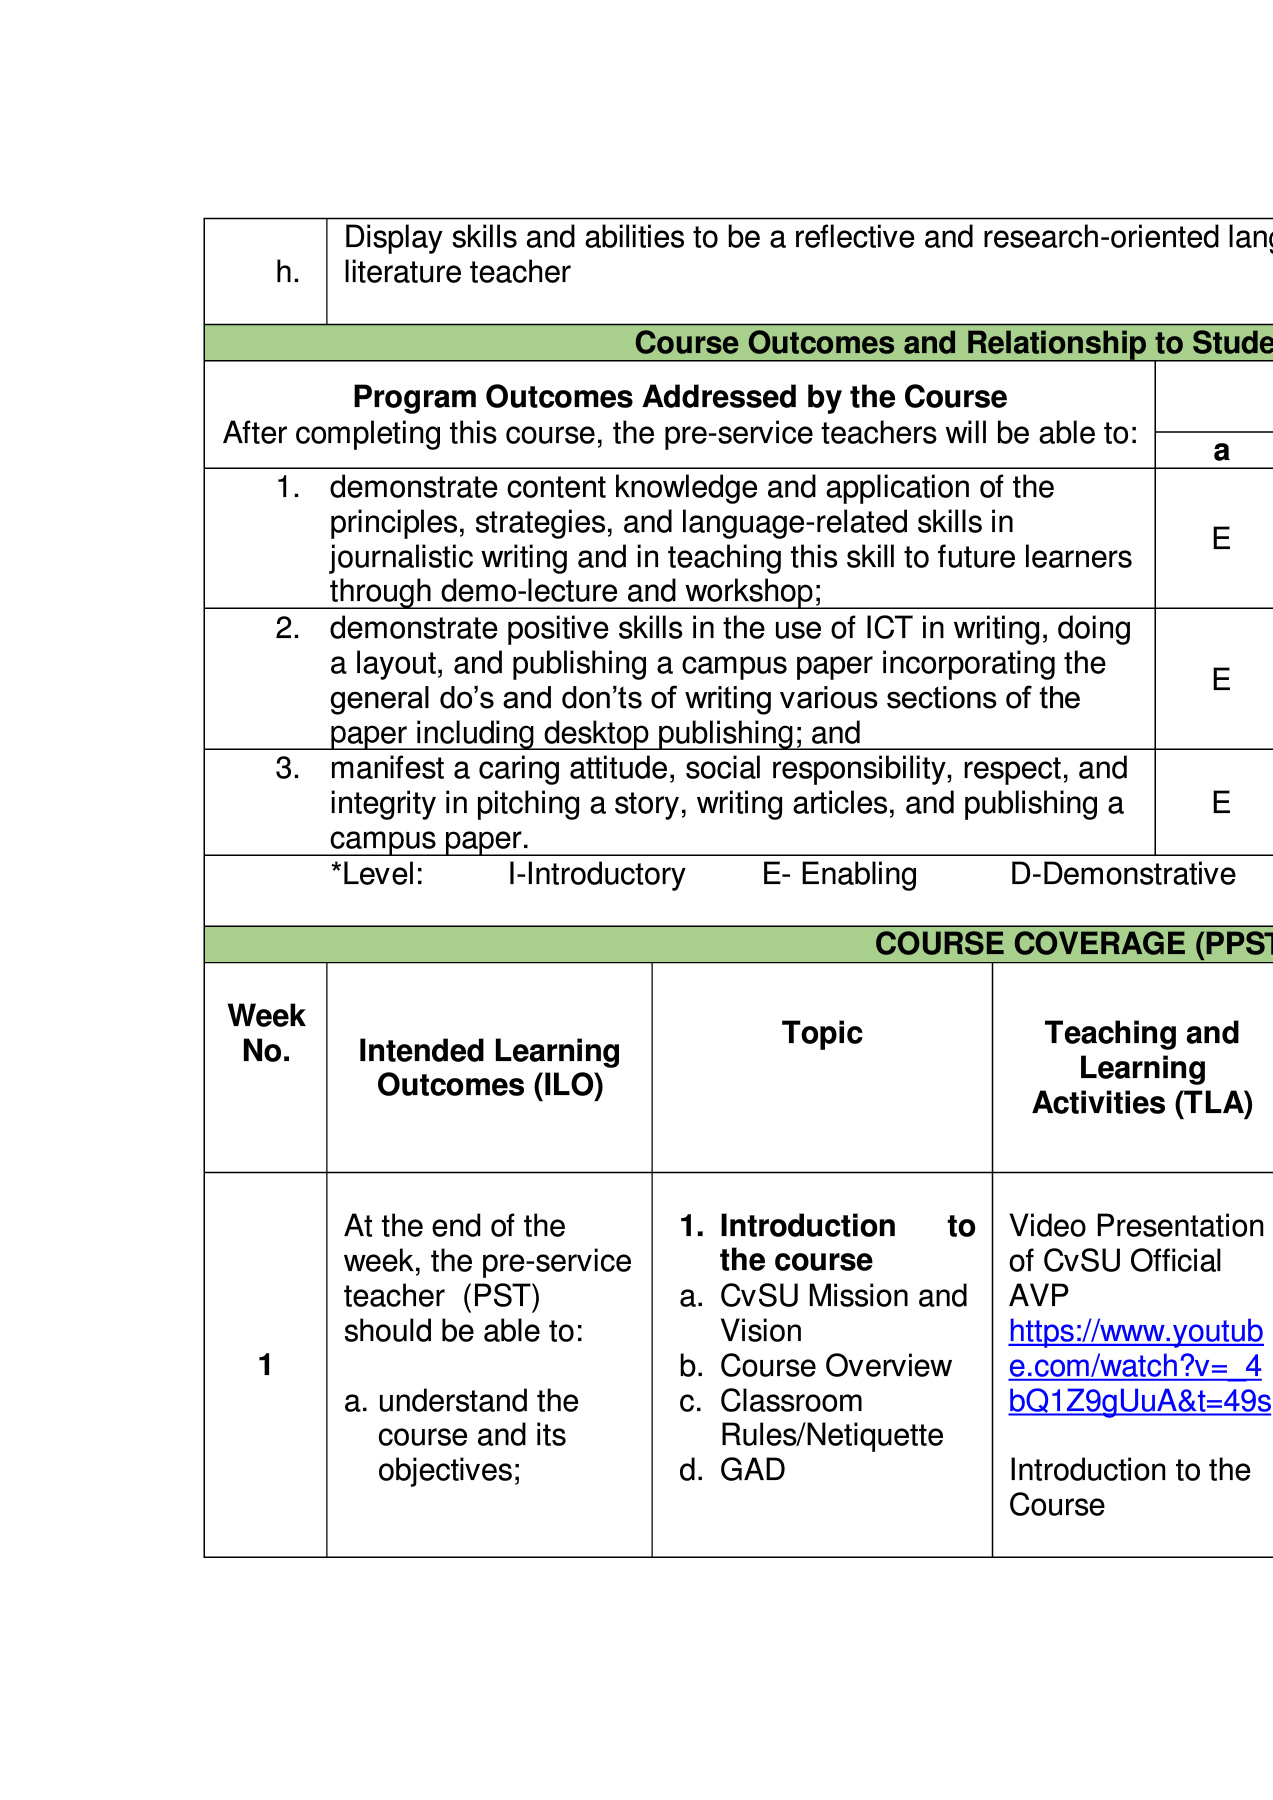 Display skills and abilities to be a reflective and research-oriented
h. literature teacher
Course Outcomes and Relationship to
Program Outcomes Addressed by the Course
After completing this course, the pre-service teachers will be able to:
a
1. demonstrate content knowledge and application of the
principles, strategies, and language-related skills in
journalistic writing and in teaching this skill to future learners
through demo-lecture and workshop;
E
2. demonstrate positive skills in the use of ICT in writing, doing
a layout, and publishing a campus paper incorporating the
general do’s and don’ts of writing various sections of the
paper including desktop publishing; and
E
3. manifest a caring attitude, social responsibility, respect, and
integrity in pitching a story, writing articles, and publishing a
campus paper.
E
*Level: I-Introductory E- Enabling D-Demonstrative
COURSE COVERAGE (PPST
Week
No.
Intended Learning
Outcomes (ILO)
Topic
Teaching and
Learning
Activities (TLA)
1
At the end of the
week, the pre-service
teacher (PST)
should be able to:
a. understand the
course and its
objectives;
1. Introduction to
the course
a. CvSU Mission and
Vision
b. Course Overview
c. Classroom
Rules/Netiquette
d. GAD
Video Presentation
of CvSU Official
AVP
https://www.youtub
e.com/watch?v=_4
bQ1Z9gUuA&t=49s
Introduction to the
Course